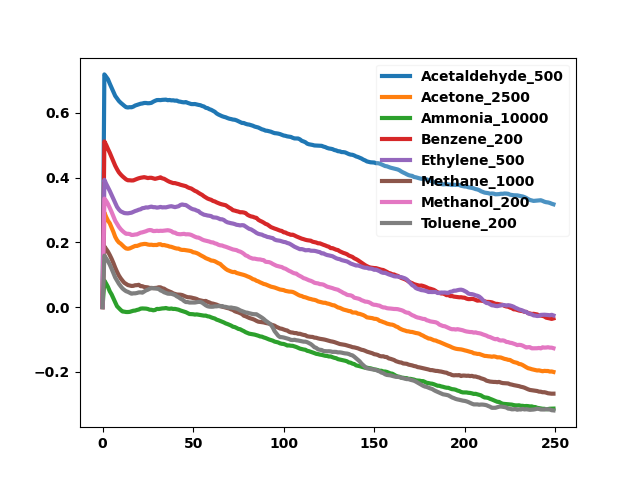 Acetaldehyde_500
Acetone_2500
Ammonia_10000
Benzene_200
Ethylene_500
Methane_1000
Methanol_200
Toluene_200
0.6
0.4
0.2
0.0
−0.2
0 50 100 150 200 250